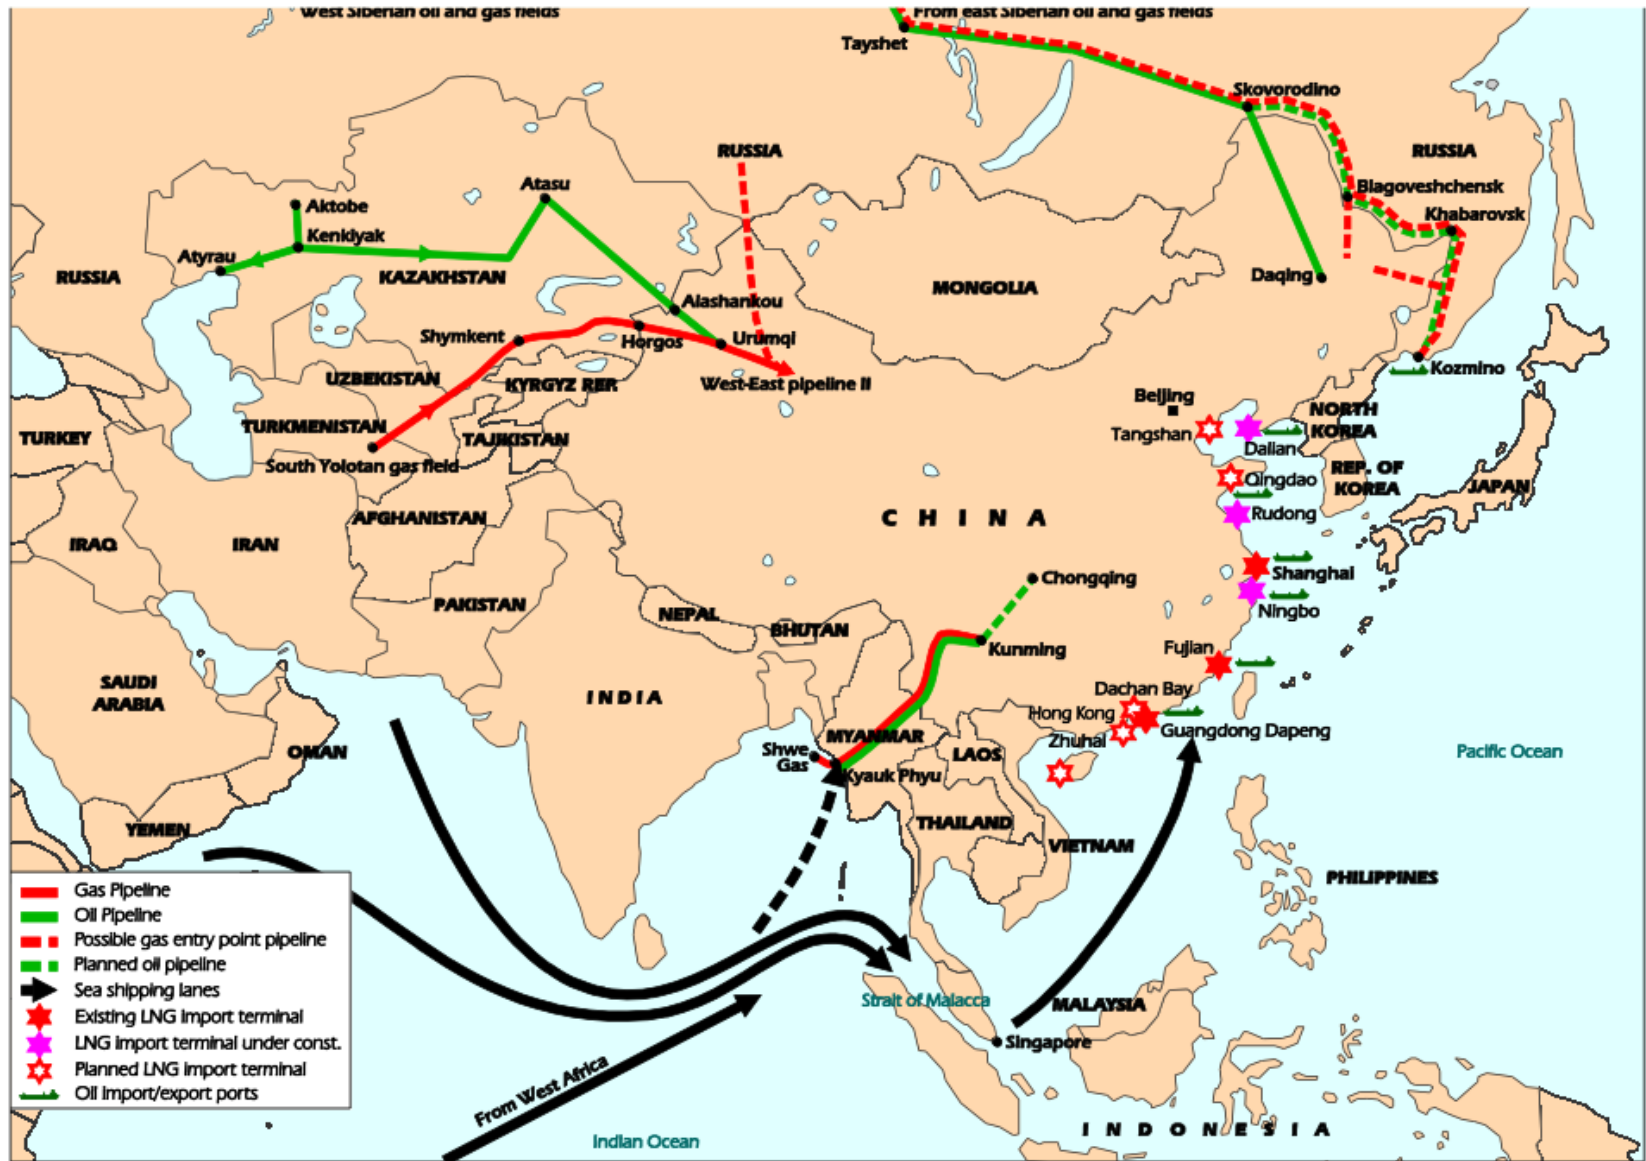 West Siberian oil and gas fields
From east Siberian oil and gas fields
Tayshet
Skovorodino
RUSSIA
RUSSIA
Atasu
Blagoveshchensk
Aktobe
Khabarovsk
Kenkiyak
Atyrau
RUSSIA
KAZAKHSTAN
Daqing
MONGOLIA
Alashankou
Shymkent
Horgos
Urumqi
Kozmino
UZBEKISTAN
KYRGYZ REP.
West-East pipeline II
Beijing
NORTH
KOREA
TURKMENISTAN
TURKEY
TAJIKISTAN
Tangshan
Dalian
South Yolotan gas field
REP. OF
KOREA
Qingdao
JAPAN
AFGHANISTAN
CHINA
Rudong
IRAQ
IRAN
Shanghai
Chongqing
PAKISTAN
NEPAL
Ningbo
BHUTAN
Kunming
Fujian
SAUDI
ARABIA
INDIA
Dachan Bay
Hong Kong
Guangdong Dapeng
MYANMAR
Zhuhai
OMAN
Shwe
Gas
LAOS
Pacific Ocean
Kyauk Phyu
YEMEN
THAILAND
VIETNAM
PHILIPPINES
Gas Pipeline
Oil Pipeline
Possible gas entry point pipeline
Planned oil pipeline
Sea shipping lanes
Existing LNG import terminal
LNG import terminal under const.
Planned LNG import terminal
Oil import/export ports
Strait of Malacca
MALAYSIA
Singapore
From West Africa
Indian Ocean
INDONESIA